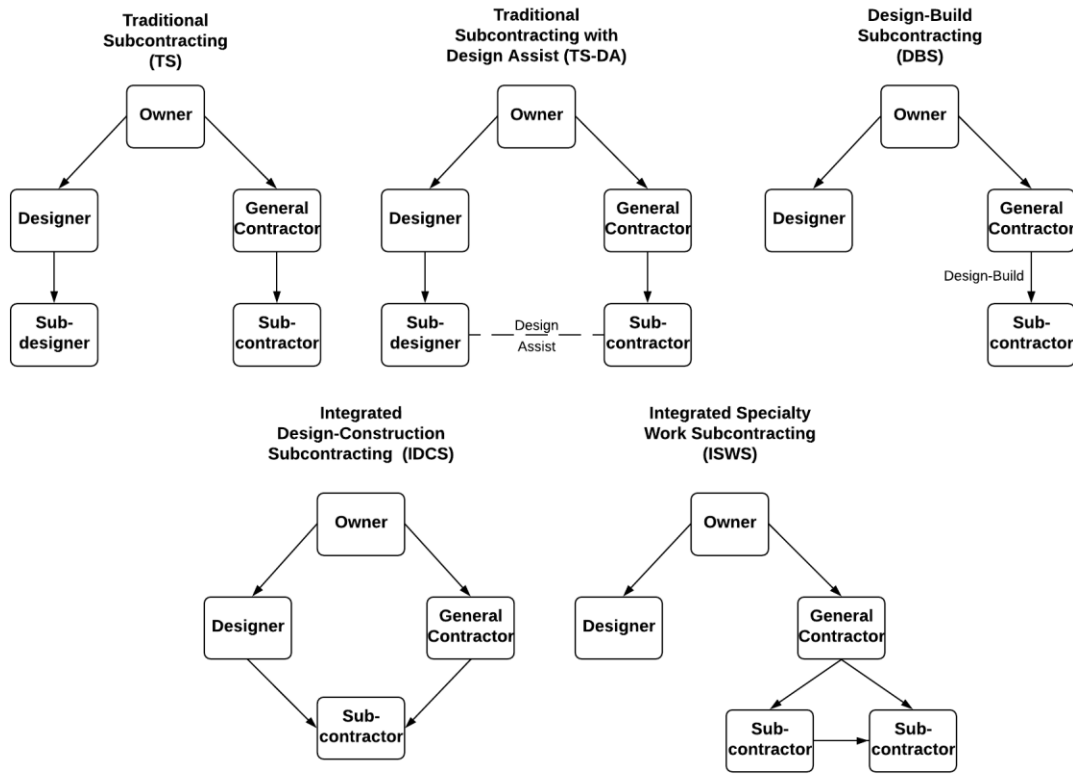 Traditional
Subcontracting
(TS)
Owner
Designer
General
Contractor
Sub-
designer
Sub-
contractor
Traditional
Subcontracting with
Design Assist (TS-DA)
Owner
Designer
General
Contractor
Sub-
designer
Design
Assist
Sub-
contractor
Design-Build
Subcontracting
(DBS)
Owner
Designer
General
Contractor
Design-Build
Sub-
contractor
Integrated
Design-Construction
Subcontracting (IDCS)
Owner
Designer
General
Contractor
Sub-
contractor
Integrated Specialty
Work Subcontracting
(ISWS)
Owner
Designer
General
Contractor
Sub-
contractor
Sub-
contractor